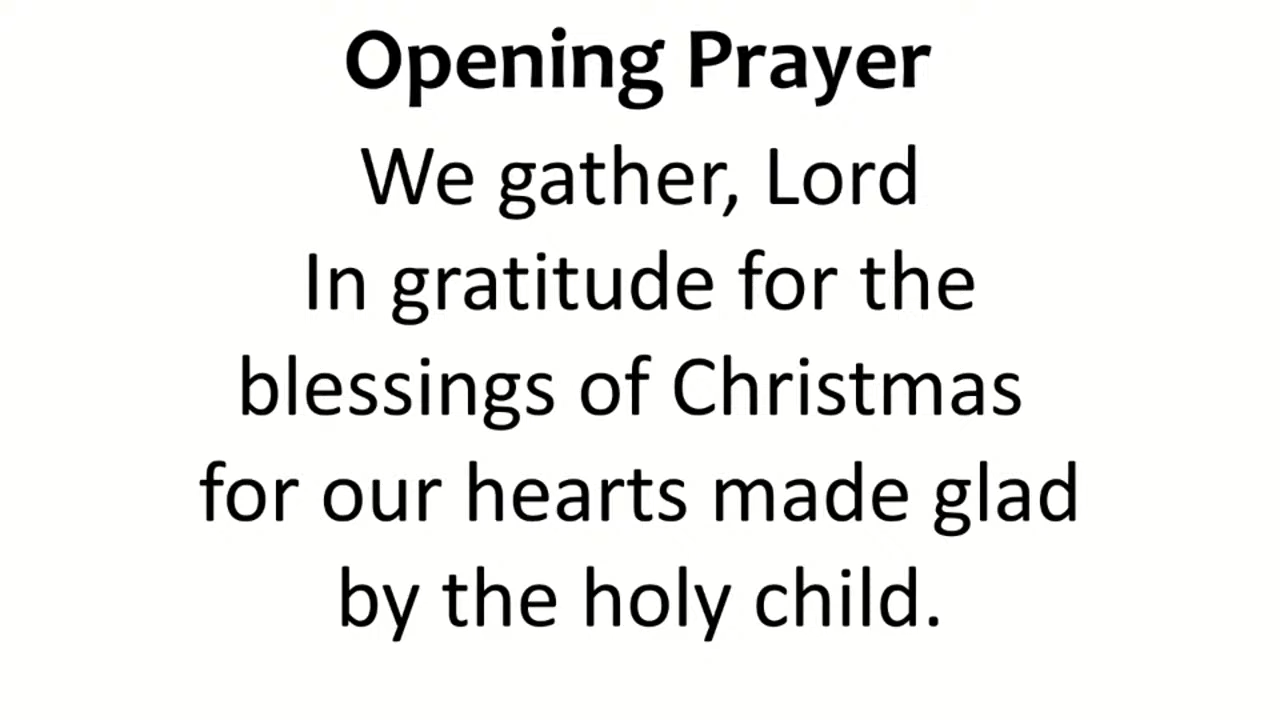 Opening Prayer
We gather, Lord
In gratitude for the
blessings of Christmas
for our hearts made glad
by the holy child.